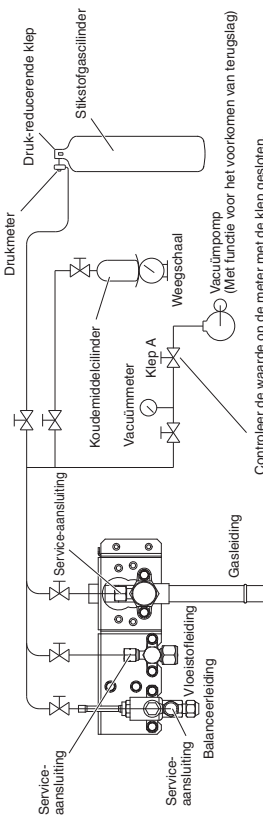 Druk-reducerende klep
Drukmeter
Stikstofgascilinder
Koudemiddelcilinder
Weegschaal
Vacuümmeter
Klep A
Vacuümpomp
(Met functie voor het voorkomen van terugslag)
Controleer de waarde op de meter met de klep gesloten
Service-aansluiting
Service-
aansluiting
Service-
aansluiting
Vloeistofleiding
Balanceerleiding
Gasleiding